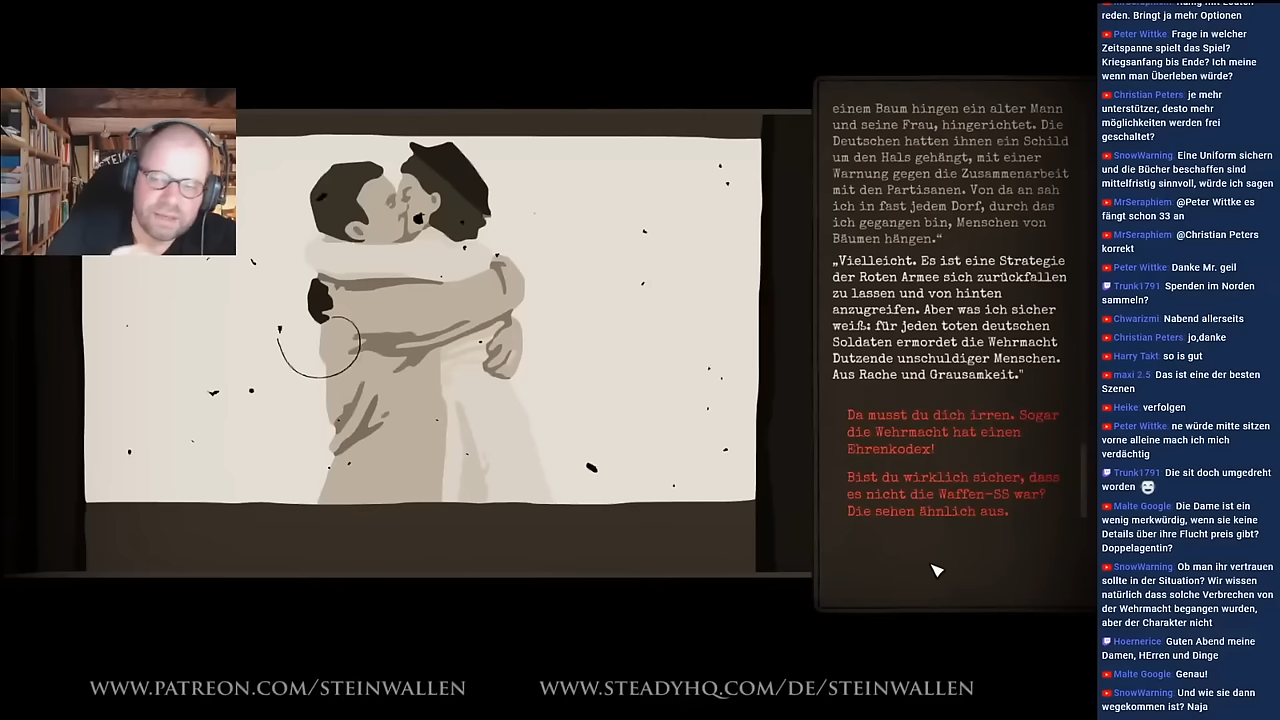 einem Baum hingen ein alter Mann
und seine Frau, hingerichtet. Die
Deutschen hatten ihnen ein Schild
um den Hals gehängt, mit einer
Warnung gegen die Zusammenarbeit
mit den Partisanen. Von da an sah
ich in fast jedem Dorf, durch das
ich gegangen bin, Menschen von
Bäumen hängen.“
„Vielleicht. Es ist eine Strategie
der Roten Armee sich zurückfallen
zu lassen und von hinten
anzugreifen. Aber was ich sicher
weiß: für jeden toten deutschen
Soldaten ermordet die Wehrmacht
Dutzende unschuldiger Menschen.
Aus Rache und Grausamkeit."
Da musst du dich irren. Sogar
die Wehrmacht hat einen
Ehrenkodex!
Bist du wirklich sicher, dass
es nicht die Waffen-SS war?
Die sehen ähnlich aus.
WWW.PATREON.COM/STEINWALLEN
WWW.STEADYHQ.COM/DE/STEINWALLEN
reden. Bringt ja mehr Optionen
Peter Wittke Frage in welcher
Zeitspanne spielt das Spiel?
Kriegsanfang bis Ende? Ich meine
wenn man Überleben würde?
Christian Peters je mehr
unterstützer, desto mehr
möglichkeiten werden frei
geschaltet?
SnowWarning Eine Uniform sichern
und die Bücher beschaffen sind
mittelfristig sinnvoll, würde ich sagen
MrSeraphiem @Peter Wittke es
fängt schon 33 an
MrSeraphiem @Christian Peters
korrekt
Peter Wittke Danke Mr. geil
Trunk1791 Spenden im Norden
sammeln?
Chwarizmi Nabend allerseits
Christian Peters jo,danke
Harry Takt so is gut
maxi 2.5 Das ist eine der besten
Szenen
Heike verfolgen
Peter Wittke ne würde mitte sitzen
vorne alleine mach ich mich
verdächtig
Trunk1791 Die sit doch umgedreht
worden
Malte Google Die Dame ist ein
wenig merkwürdig, wenn sie keine
Details über ihre Flucht preis gibt?
Doppelagentin?
SnowWarning Ob man ihr vertrauen
sollte in der Situation? Wir wissen
natürlich dass solche Verbrechen von
der Wehrmacht begangen wurden,
aber der Charakter nicht
Hoernerice Guten Abend meine
Damen, HErren und Dinge
Malte Google Genau!
SnowWarning Und wie sie dann
wegekommen ist? Naja